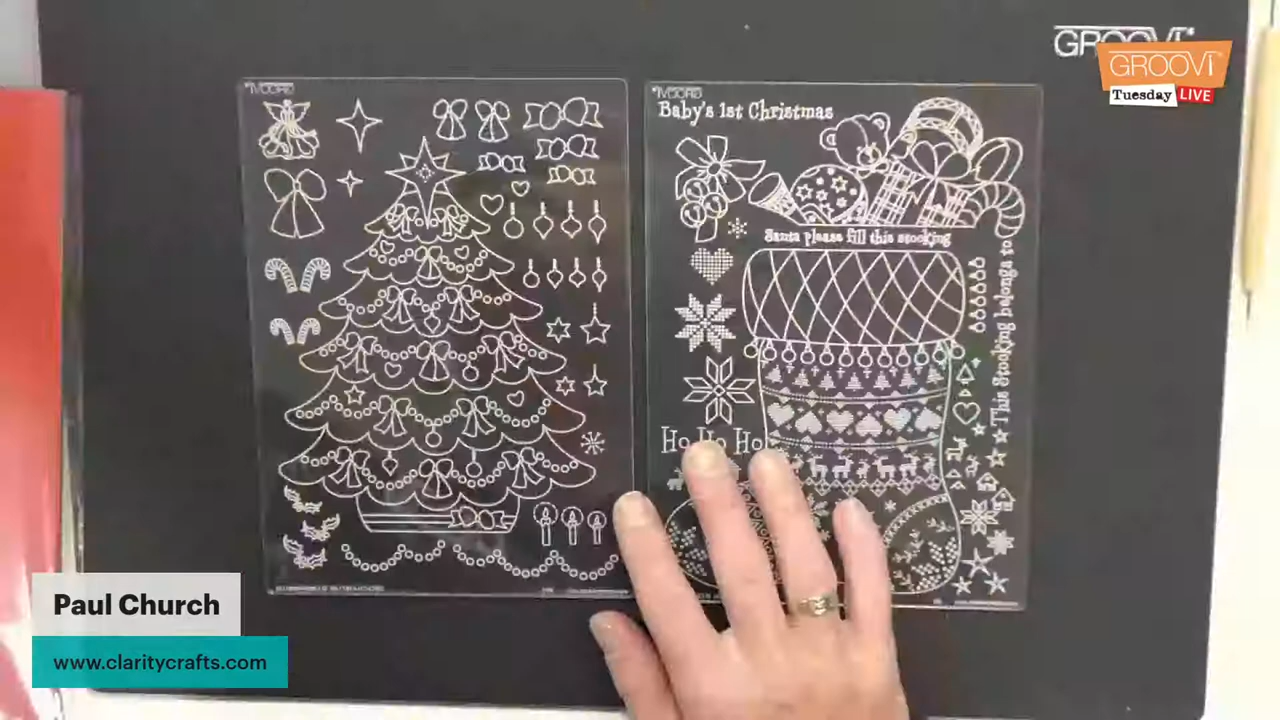 GROOVI
GROOVI
Tuesday LIVE
Baby's 1st Christmas
Santa please fill this stocking
This Stocking belongs to
Ho Ho Ho
Paul Church
www.claritycrafts.com